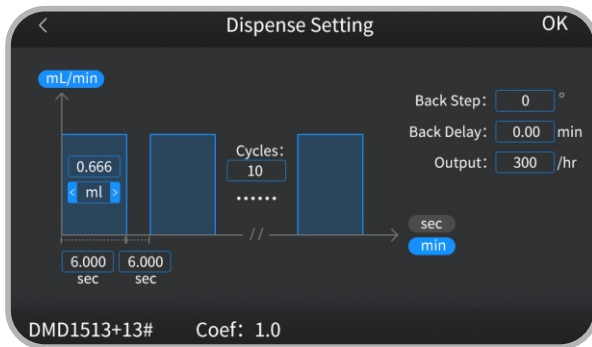 < Dispense Setting OK
mL/min
Back Step: 0 °
Back Delay: 0.00 min
Output: 300 /hr
0.666
< ml >
Cycles:
10
......
//
sec
min
6.000 6.000
sec sec
DMD1513+13# Coef: 1.0